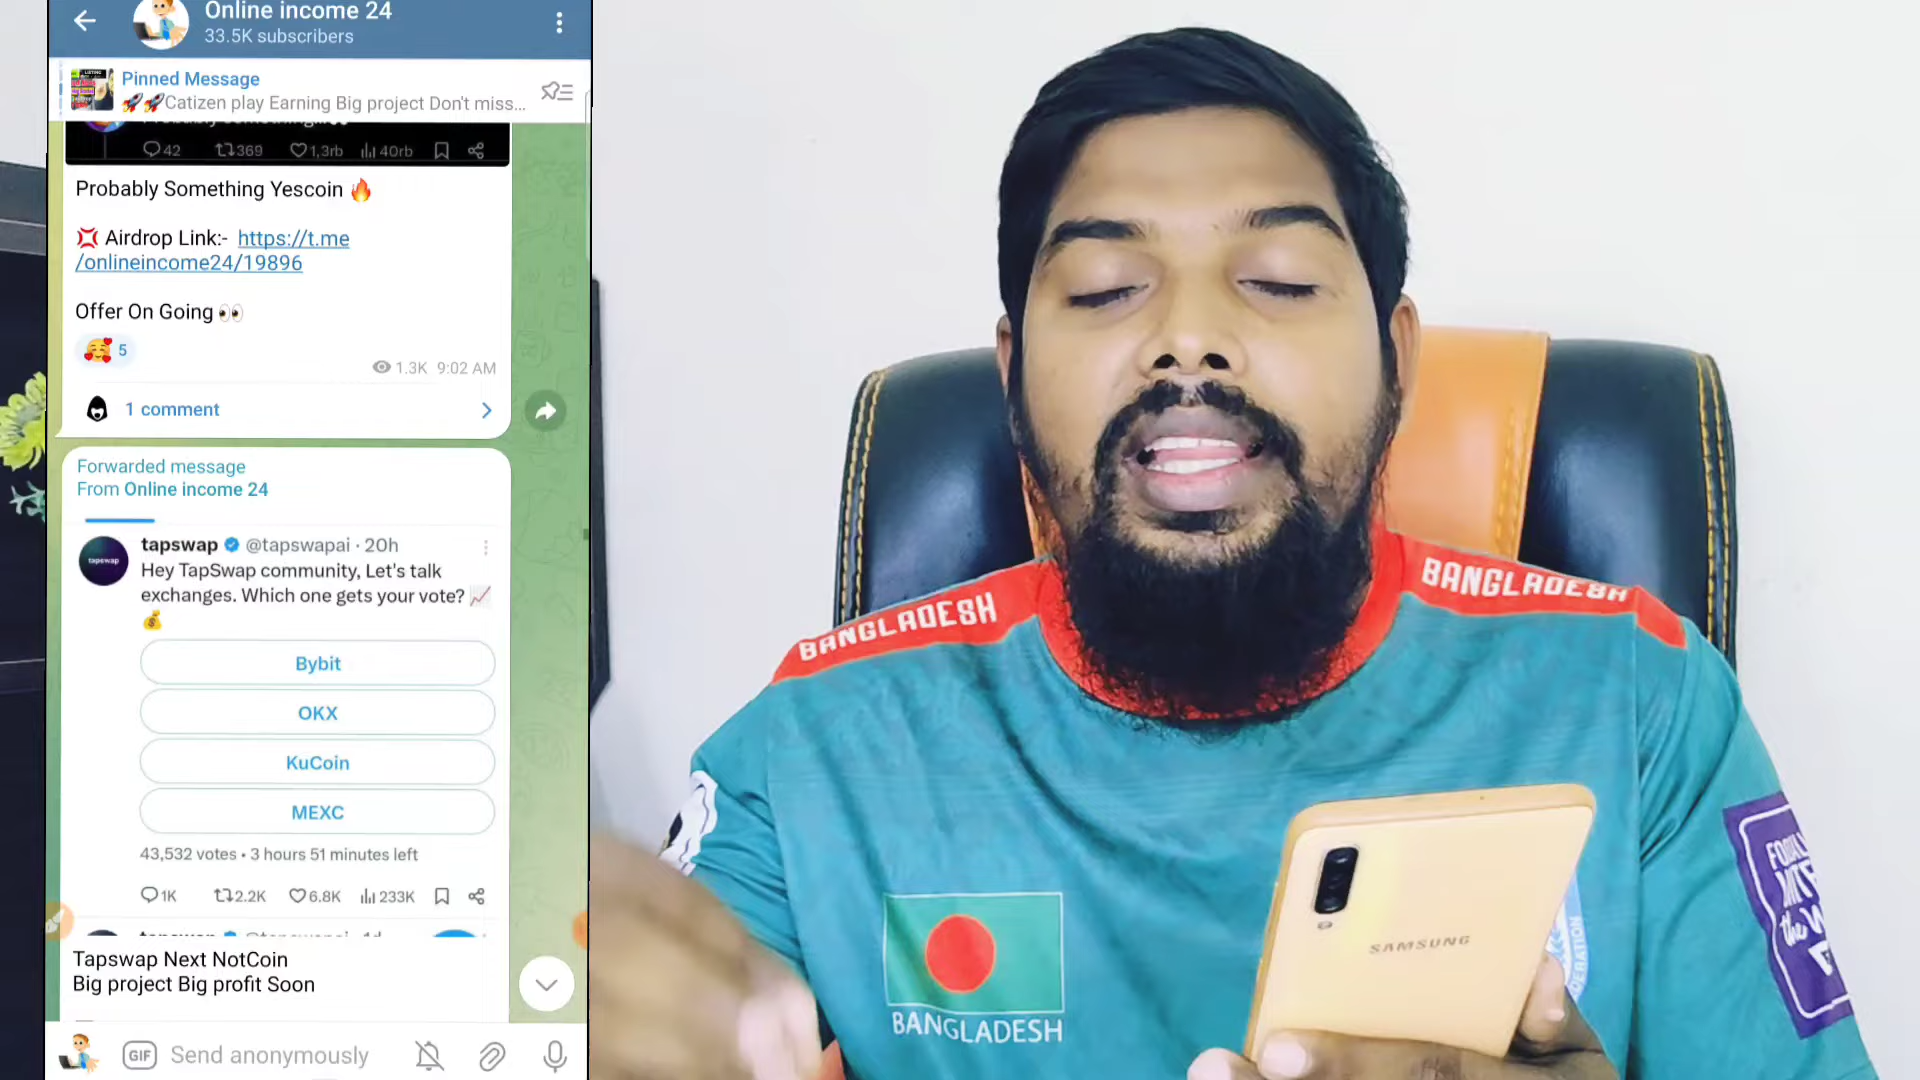 Online income 24
33.5K subscribers
Pinned Message
🚀🚀Catizen play Earning Big project Don't miss...
42 369 1,3rb 40rb
Probably Something Yescoin 🔥
💢 Airdrop Link:- https://t.me
/onlineincome24/19896
Offer On Going 👀
🥰 5
1.3K 9:02 AM
1 comment
Forwarded message
From Online income 24
tapswap
tapswap @tapswapai · 20h
Hey TapSwap community, Let's talk
exchanges. Which one gets your vote? 📈
💰
Bybit
OKX
KuCoin
MEXC
43,532 votes • 3 hours 51 minutes left
1K 2.2K 6.8K 233K
Tapswap Next NotCoin
Big project Big profit Soon
GIF Send anonymously
BANGLADESH
BANGLADESH
BANGLADESH
SAMSUNG